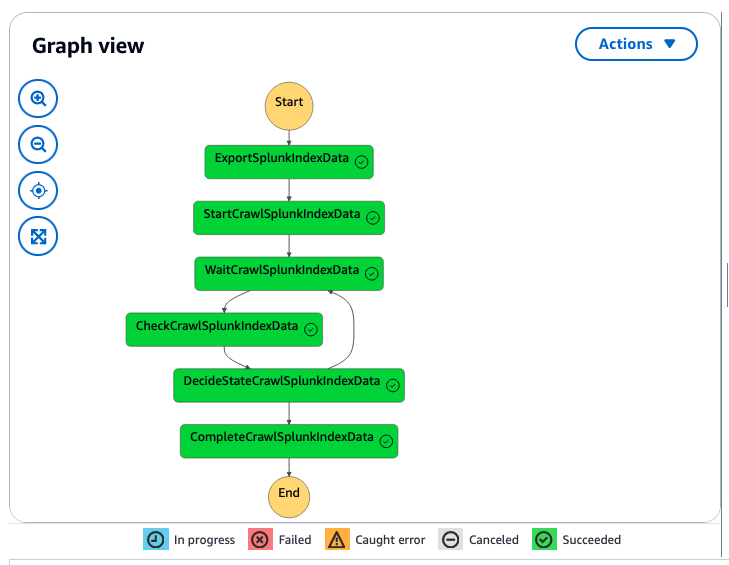 Graph view
Actions
Start
ExportSplunkIndexData
StartCrawlSplunkIndexData
WaitCrawlSplunkIndexData
CheckCrawlSplunkIndexData
DecideStateCrawlSplunkIndexData
CompleteCrawlSplunkIndexData
End
In progress Failed Caught error Canceled Succeeded